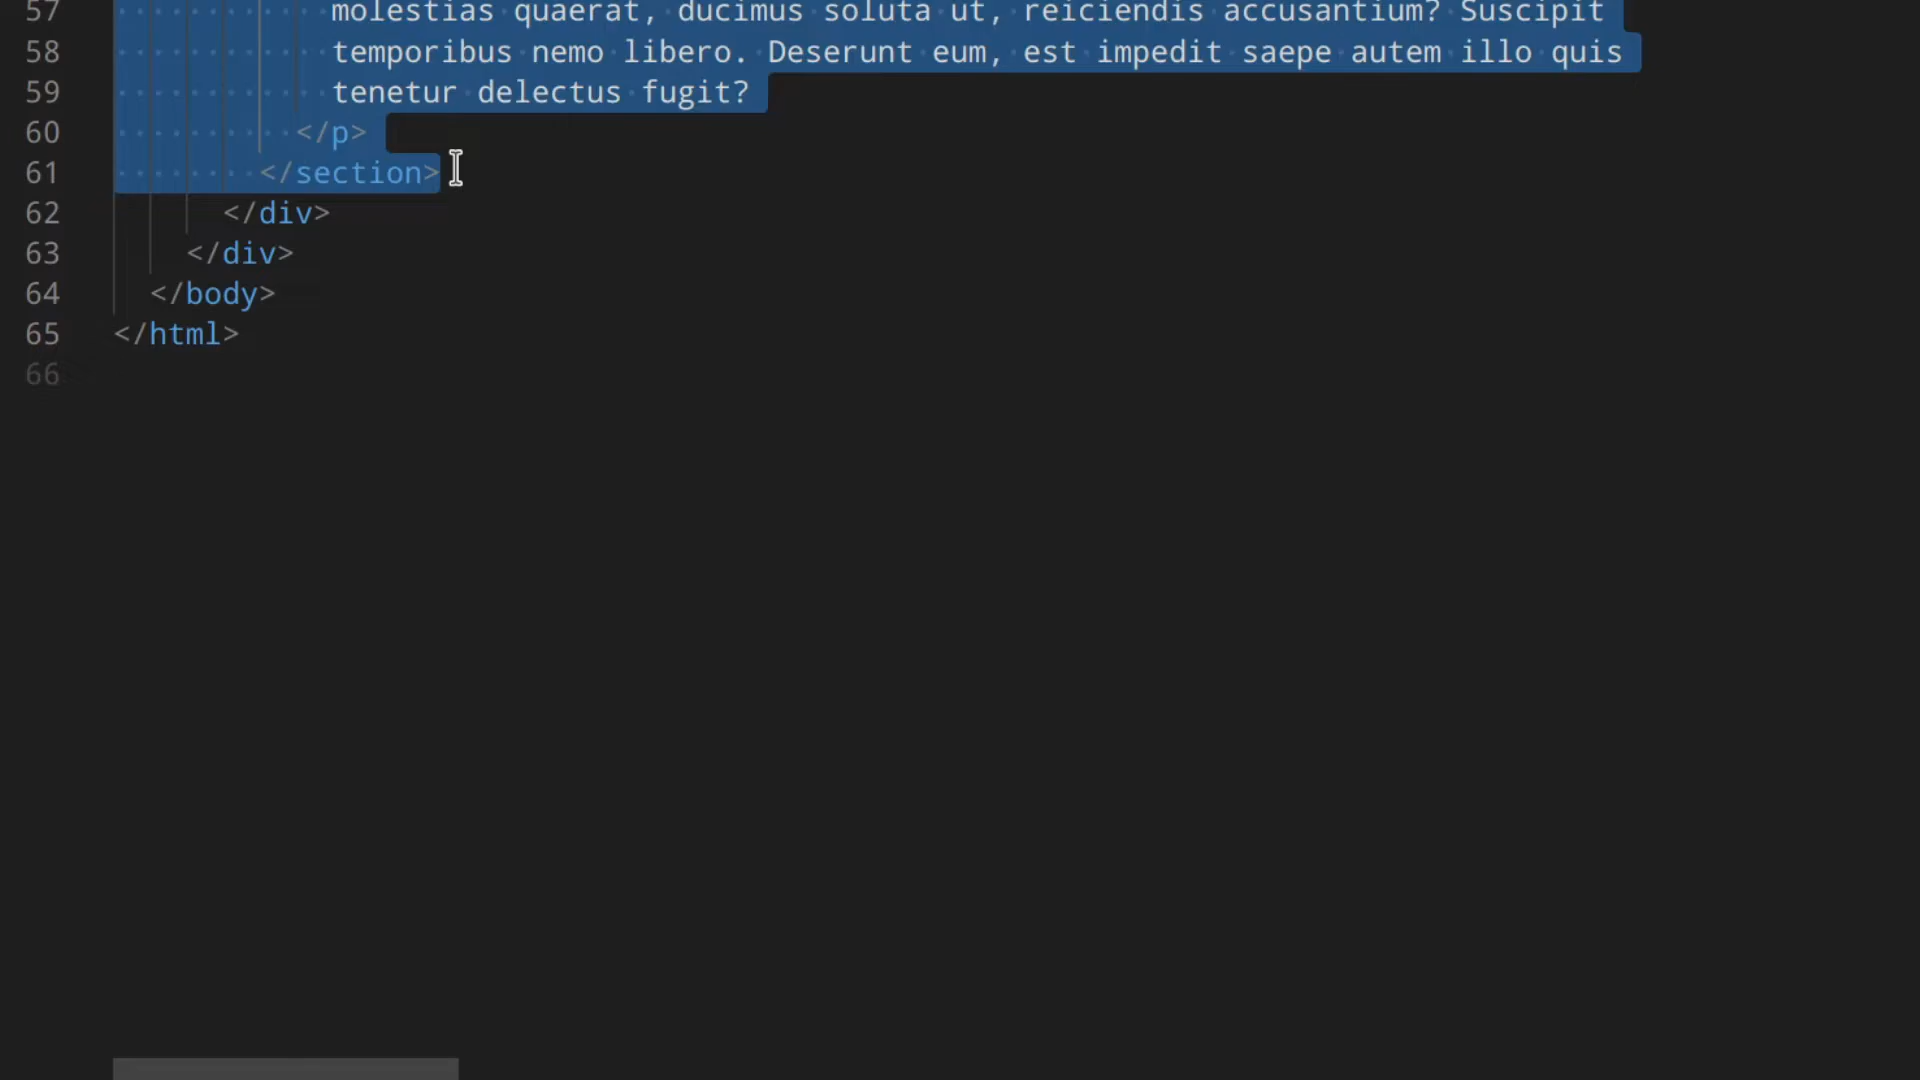 57 molestias quaerat, ducimus soluta ut, reiciendis accusantium? Suscipit
58 temporibus nemo libero. Deserunt eum, est impedit saepe autem illo quis
59 tenetur delectus fugit?
60 </p>
61 </section>
62 </div>
63 </div>
64 </body>
65 </html>
66